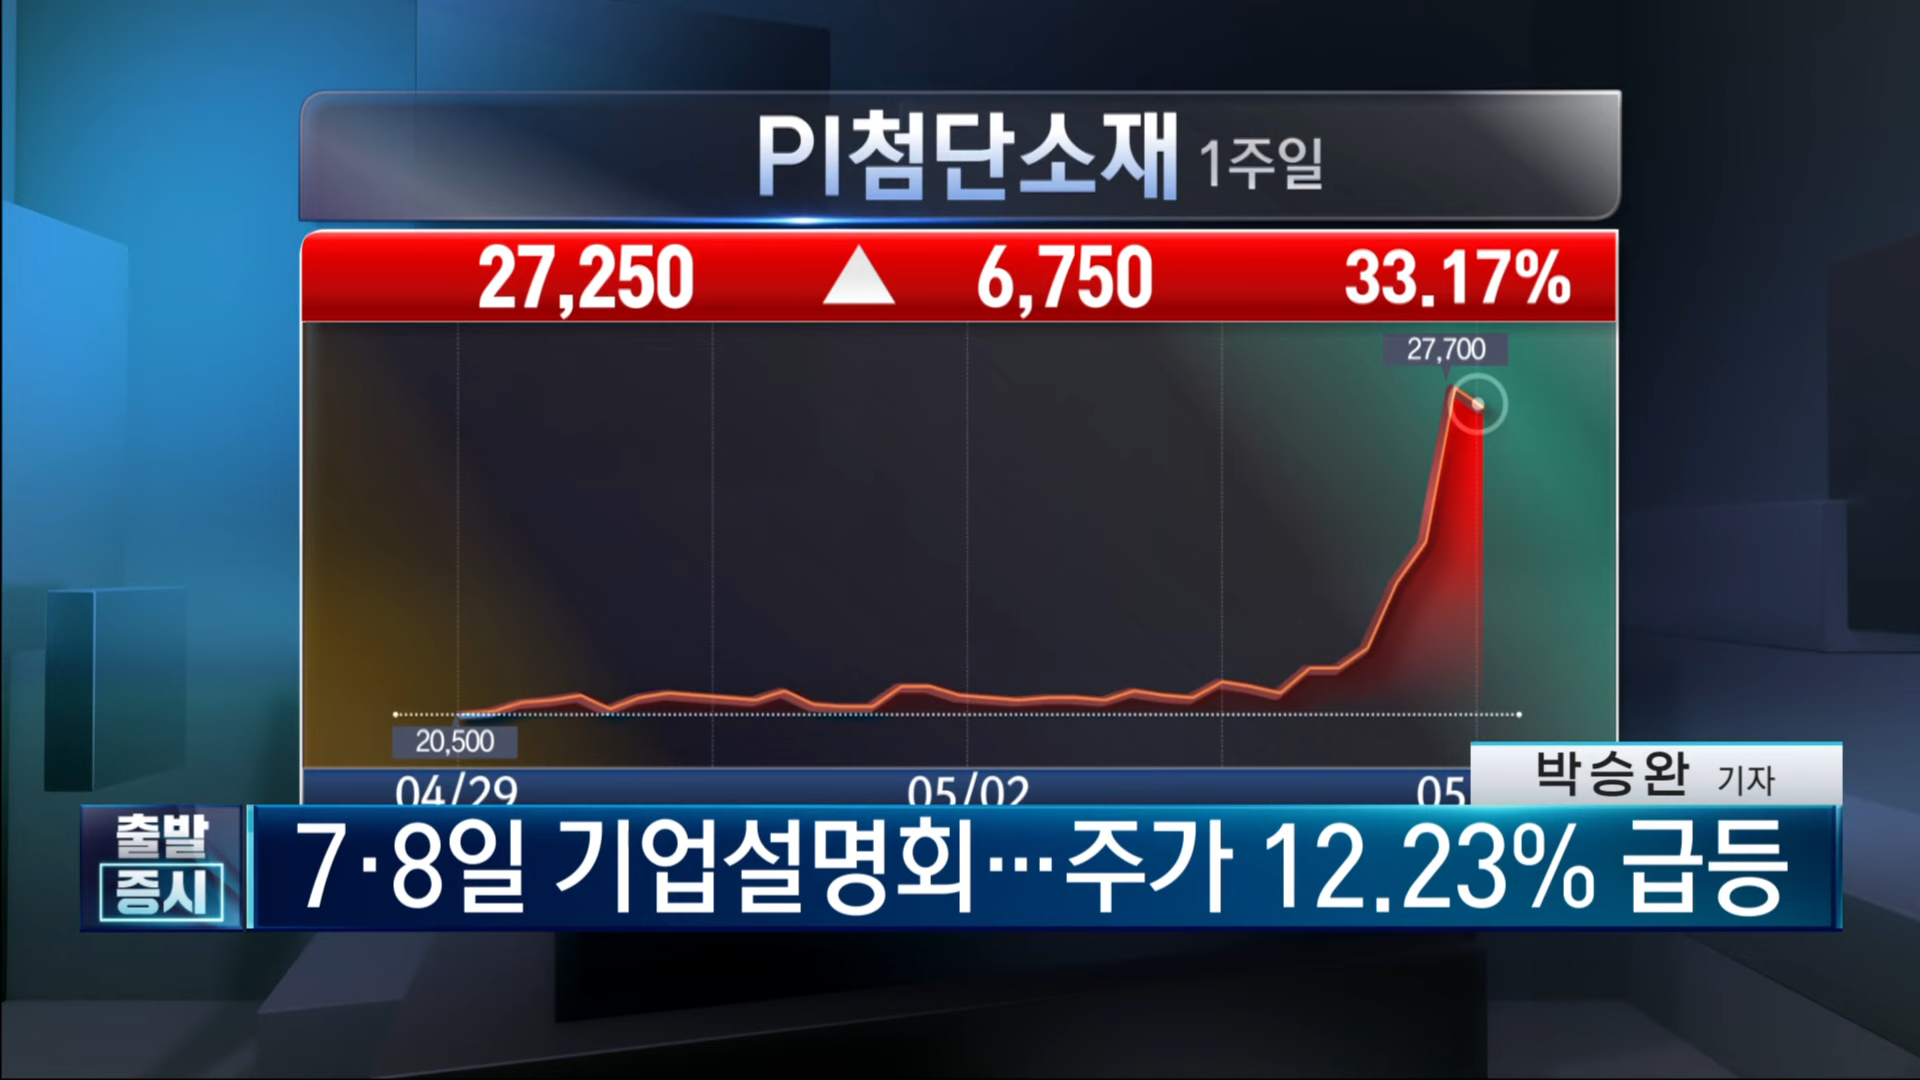 PI첨단소재 1주일
27,250 ▲ 6,750 33.17%
27,700
20,500
04/29 05/02 05
박승완 기자
출발
증시
7·8일 기업설명회…주가 12.23% 급등